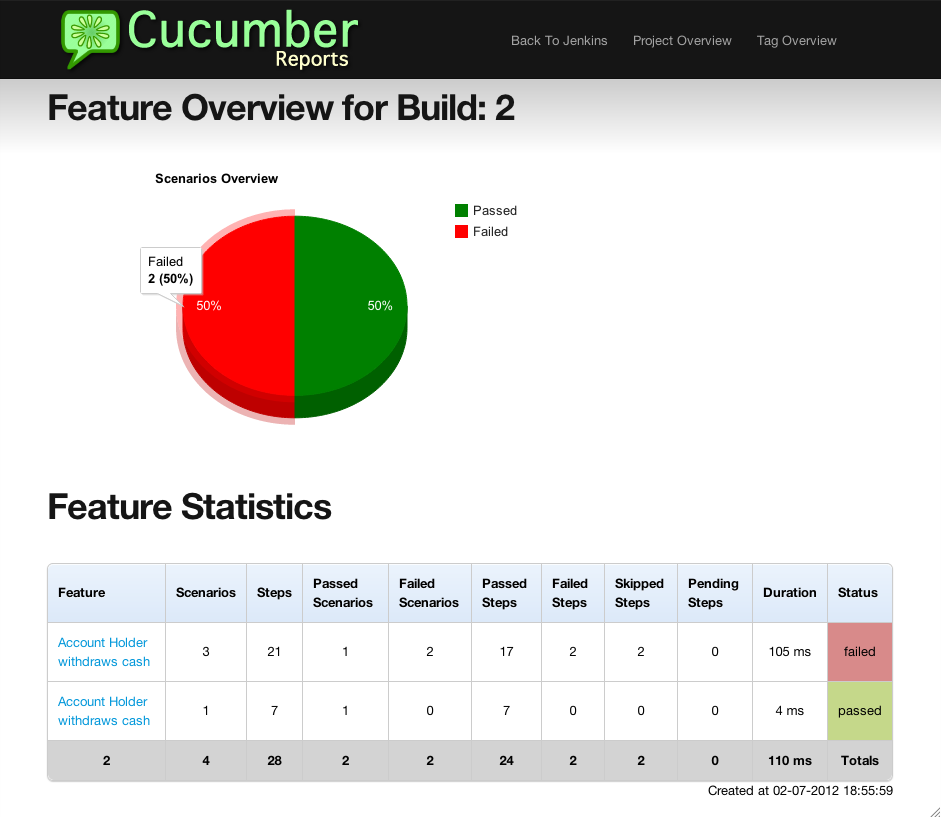 Cucumber
Reports
Back To Jenkins Project Overview Tag Overview
Feature Overview for Build: 2
Scenarios Overview
Passed
Failed
Failed
2 (50%)
50% 50%
Feature Statistics
Feature Scenarios Steps Passed Scenarios Failed Scenarios Passed Steps Failed Steps Skipped Steps Pending Steps Duration Status
Account Holder withdraws cash 3 21 1 2 17 2 2 0 105 ms failed
Account Holder withdraws cash 1 7 1 0 7 0 0 0 4 ms passed
2 4 28 2 2 24 2 2 0 110 ms Totals
Created at 02-07-2012 18:55:59